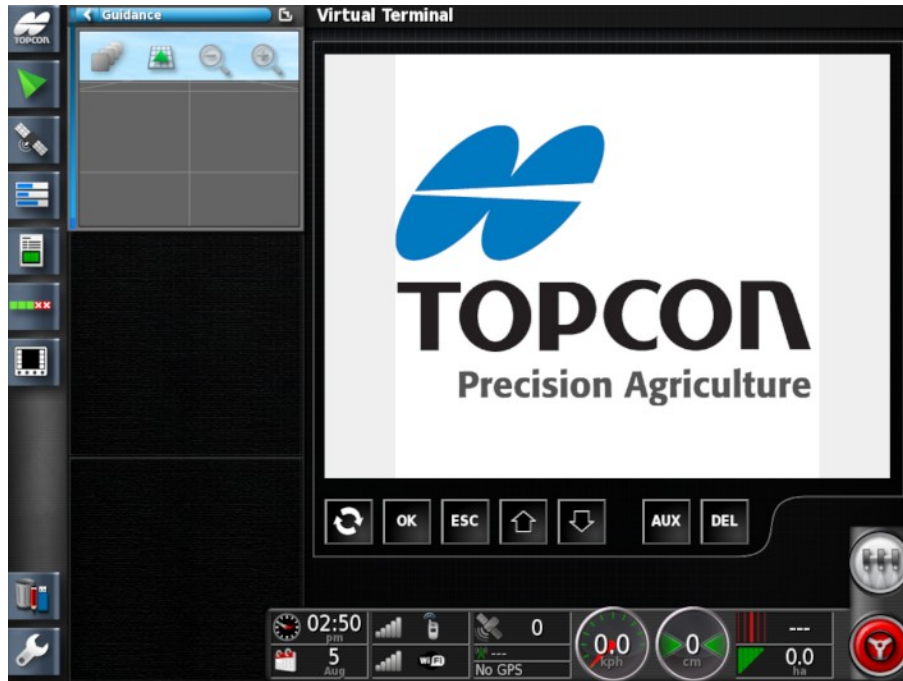 TOPCON
Guidance
Virtual Terminal
TOPCON
Precision Agriculture
OK
ESC
AUX
DEL
02:50
pm
5
Aug
WiFi
0
---
No GPS
0.0
kph
0
cm
---
0.0
ha